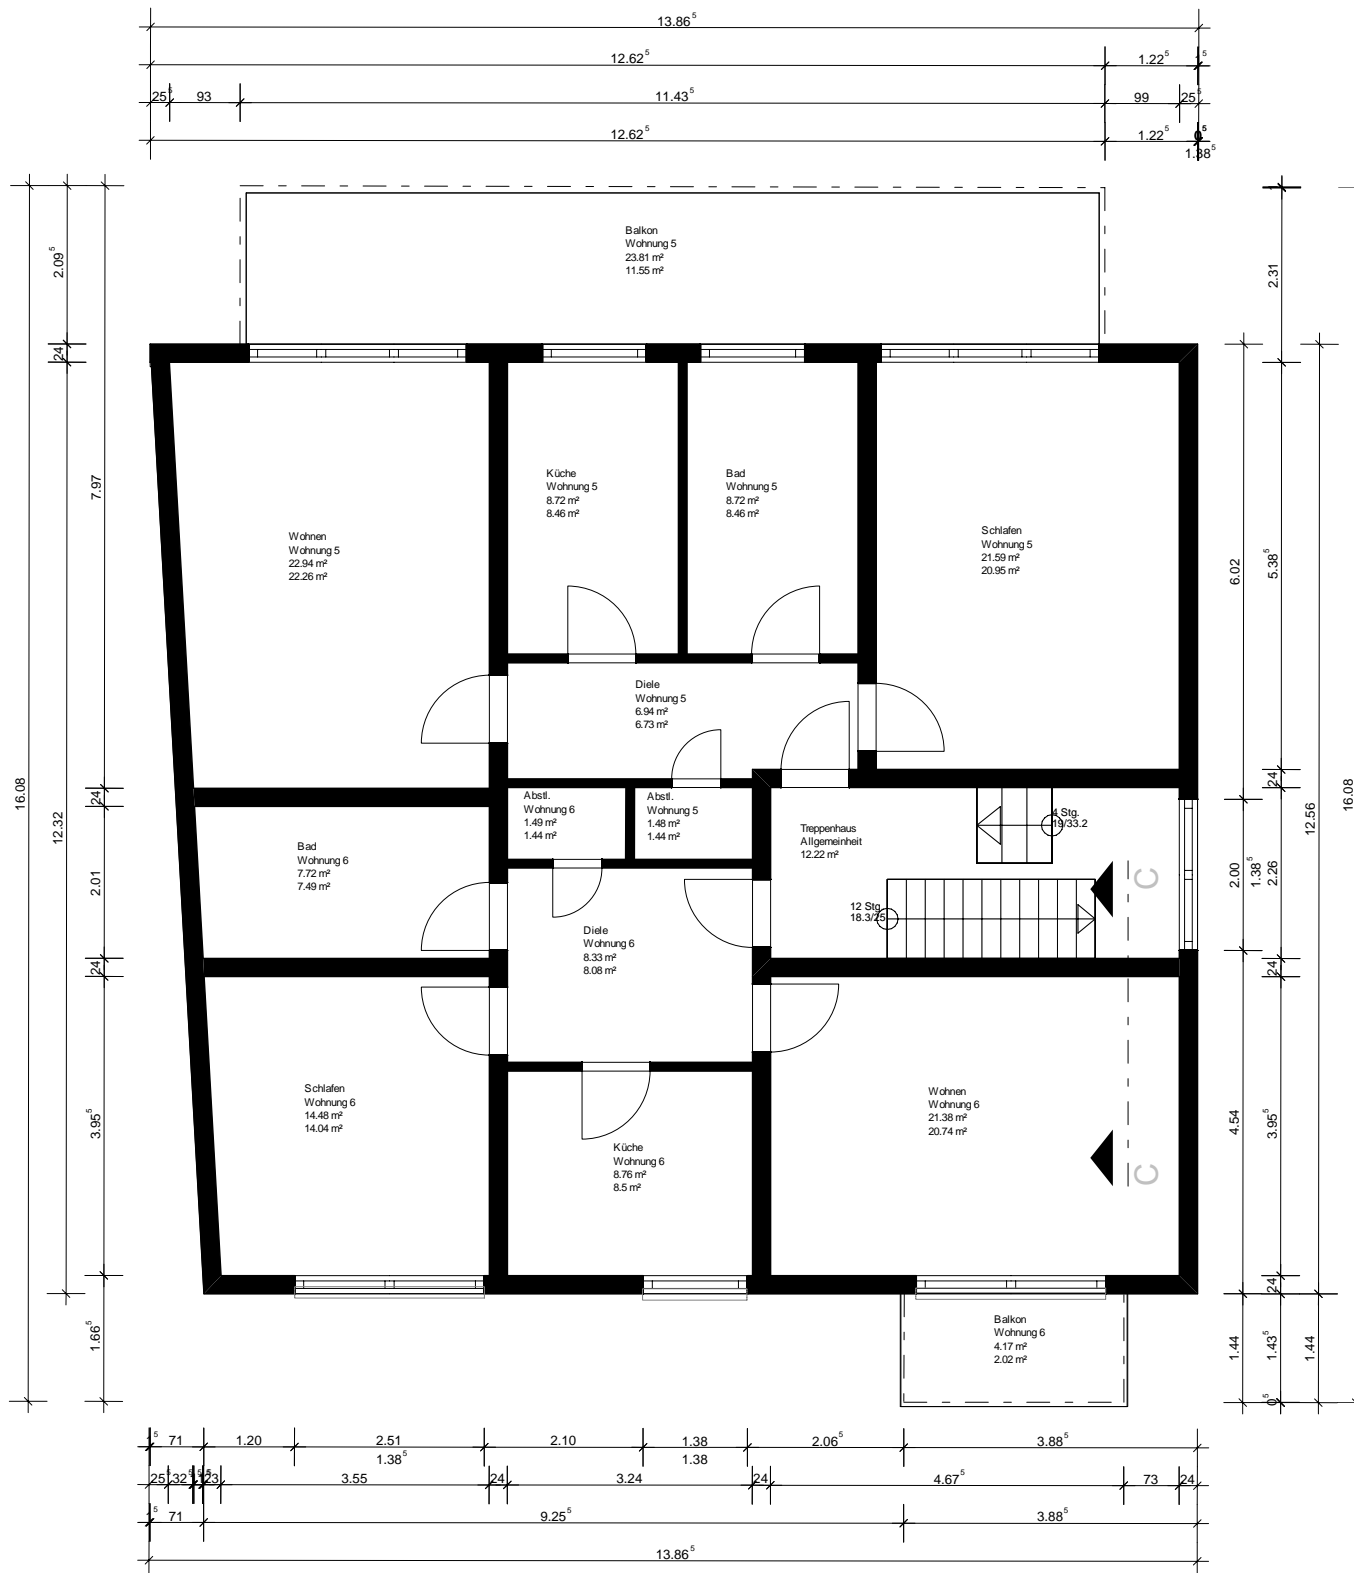 13.86⁵
12.62⁵ 1.22⁵
25⁵ 93 11.43⁵ 99 25⁵
12.62⁵ 1.22⁵
1.38⁵
Balkon
Wohnung 5
23.81 m²
11.55 m²
Küche
Wohnung 5
8.72 m²
8.46 m²
Bad
Wohnung 5
8.72 m²
8.46 m²
Wohnen
Wohnung 5
22.94 m²
22.26 m²
Schlafen
Wohnung 5
21.59 m²
20.95 m²
Diele
Wohnung 5
6.94 m²
6.73 m²
Abstl.
Wohnung 6
1.49 m²
1.44 m²
Abstl.
Wohnung 5
1.48 m²
1.44 m²
Treppenhaus
Allgemeinheit
12.22 m²
4 Stg.
19/33.2
12 Stg.
18.3/25
Bad
Wohnung 6
7.72 m²
7.49 m²
Diele
Wohnung 6
8.33 m²
8.08 m²
Schlafen
Wohnung 6
14.48 m²
14.04 m²
Küche
Wohnung 6
8.76 m²
8.5 m²
Wohnen
Wohnung 6
21.38 m²
20.74 m²
C
C
Balkon
Wohnung 6
4.17 m²
2.02 m²
16.08
2.09⁵
24
12.32
7.97
24
2.01
24
3.95⁵
1.66⁵
6.02
2.00
1.38⁵
4.54
1.44
2.31
5.38⁵
24
2.26
24
3.95⁵
24
1.43⁵
0⁵
12.56
1.44
16.08
71 1.20 2.51 2.10 1.38 2.06⁵ 3.88⁵
1.38⁵ 1.38
25⁵ 32 23 3.55 24 3.24 24 4.67⁵ 73 24
71 9.25⁵ 3.88⁵
13.86⁵